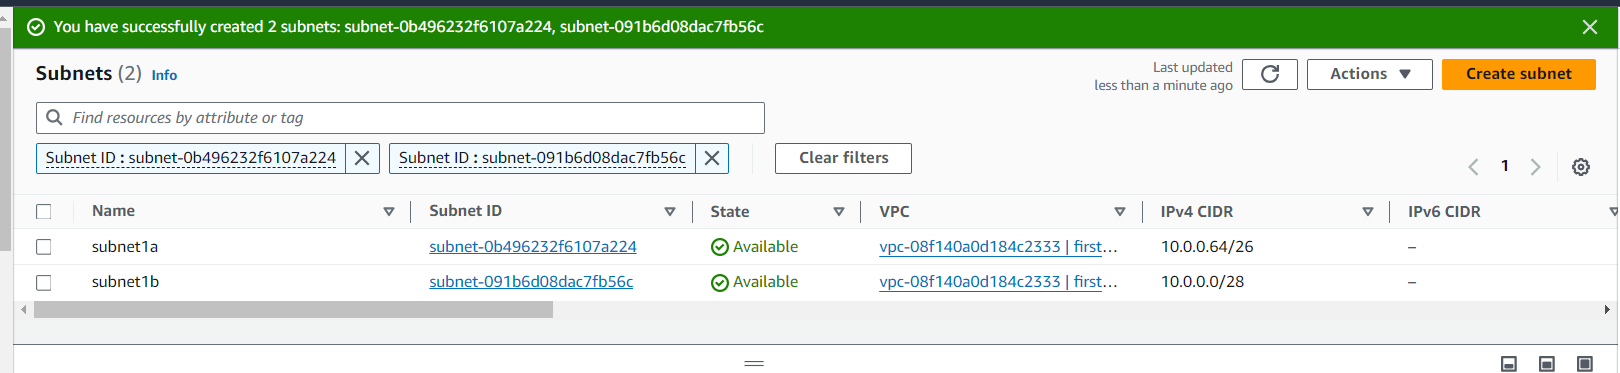 You have successfully created 2 subnets: subnet-0b496232f6107a224, subnet-091b6d08dac7fb56c
Subnets (2) Info
Last updated
less than a minute ago
Actions
Create subnet
Find resources by attribute or tag
Subnet ID : subnet-0b496232f6107a224
Subnet ID : subnet-091b6d08dac7fb56c
Clear filters
1
Name Subnet ID State VPC IPv4 CIDR IPv6 CIDR
subnet1a subnet-0b496232f6107a224 Available vpc-08f140a0d184c2333 | first… 10.0.0.64/26 –
subnet1b subnet-091b6d08dac7fb56c Available vpc-08f140a0d184c2333 | first… 10.0.0.0/28 –